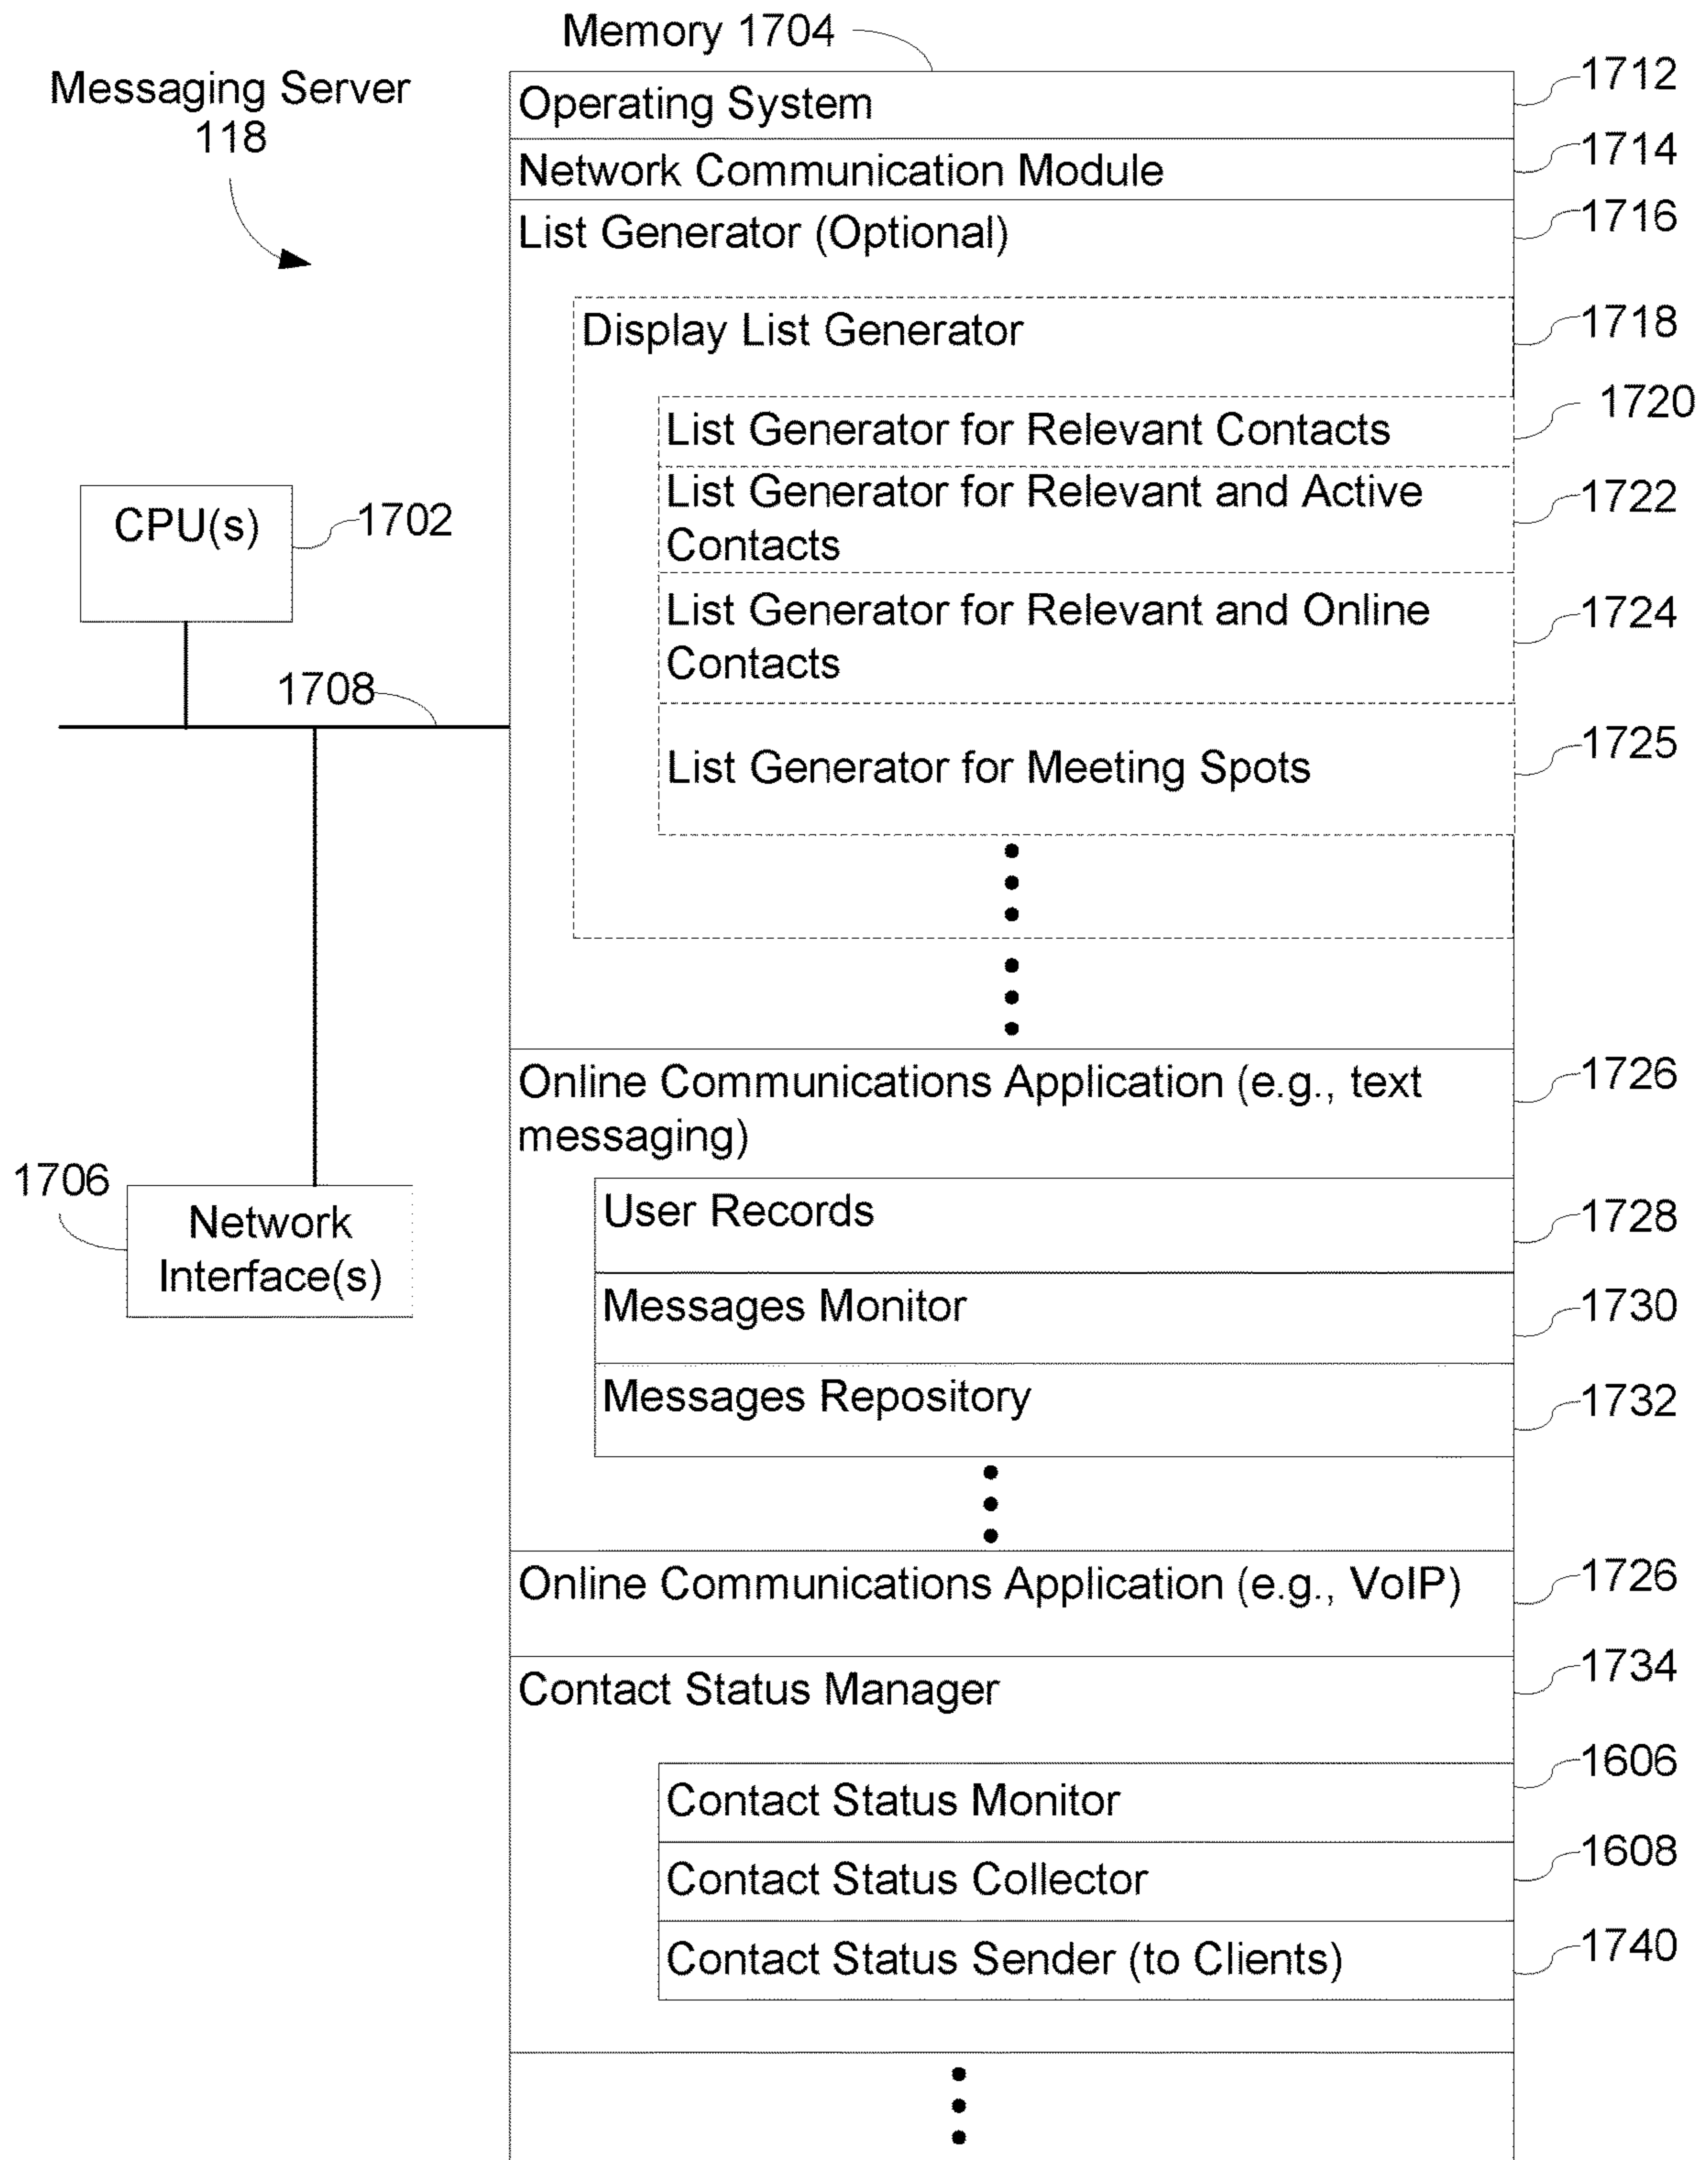 Memory 1704
Messaging Server
118
Operating System
1712
Network Communication Module
1714
List Generator (Optional)
1716
Display List Generator
1718
List Generator for Relevant Contacts
1720
List Generator for Relevant and Active
Contacts
1722
List Generator for Relevant and Online
Contacts
1724
List Generator for Meeting Spots
1725
CPU(s)
1702
1708
1706
Network
Interface(s)
Online Communications Application (e.g., text
messaging)
1726
User Records
1728
Messages Monitor
1730
Messages Repository
1732
Online Communications Application (e.g., VoIP)
1726
Contact Status Manager
1734
Contact Status Monitor
1606
Contact Status Collector
1608
Contact Status Sender (to Clients)
1740